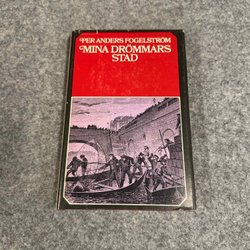 PER ANDERS FOGELSTRÖM
MINA DRÖMMARS
STAD